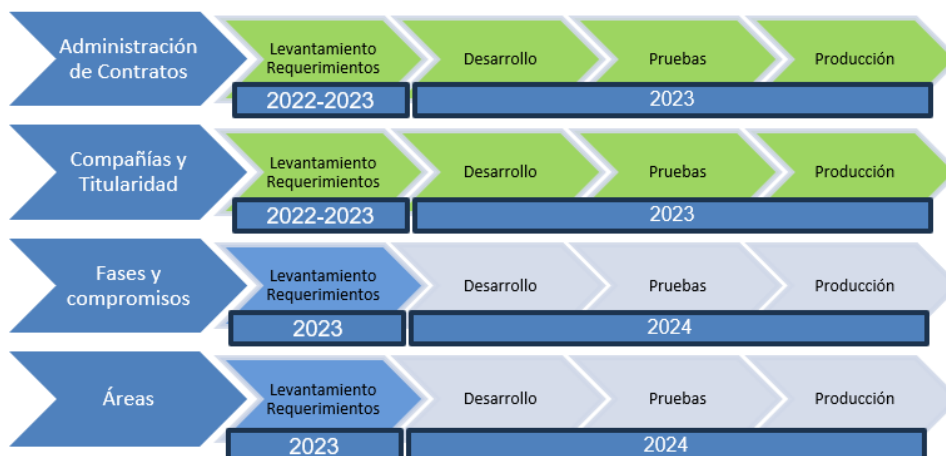 Administración
de Contratos
Levantamiento
Requerimientos
Desarrollo
Pruebas
Producción
2022-2023
2023
Compañías y
Titularidad
Levantamiento
Requerimientos
Desarrollo
Pruebas
Producción
2022-2023
2023
Fases y
compromisos
Levantamiento
Requerimientos
Desarrollo
Pruebas
Producción
2023
2024
Áreas
Levantamiento
Requerimientos
Desarrollo
Pruebas
Producción
2023
2024